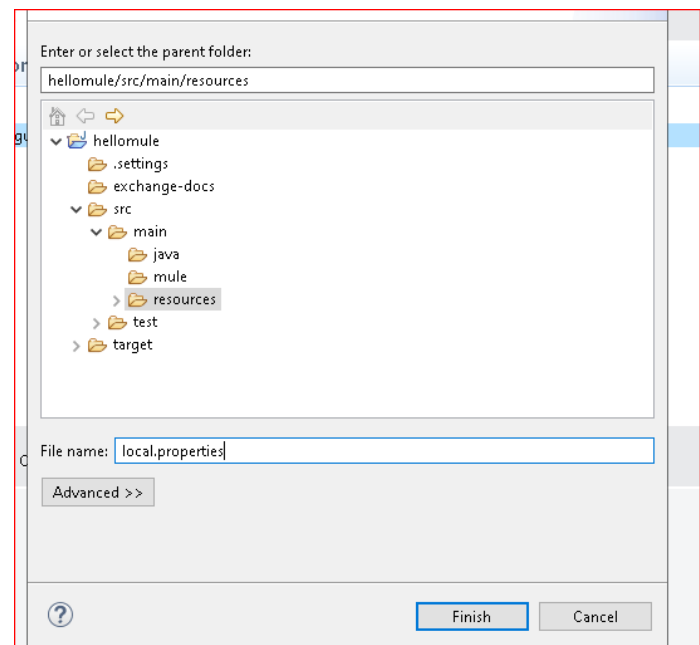 Enter or select the parent folder:
hellomule/src/main/resources
hellomule
.settings
exchange-docs
src
main
java
mule
resources
test
target
File name: local.properties
Advanced >>
Finish Cancel